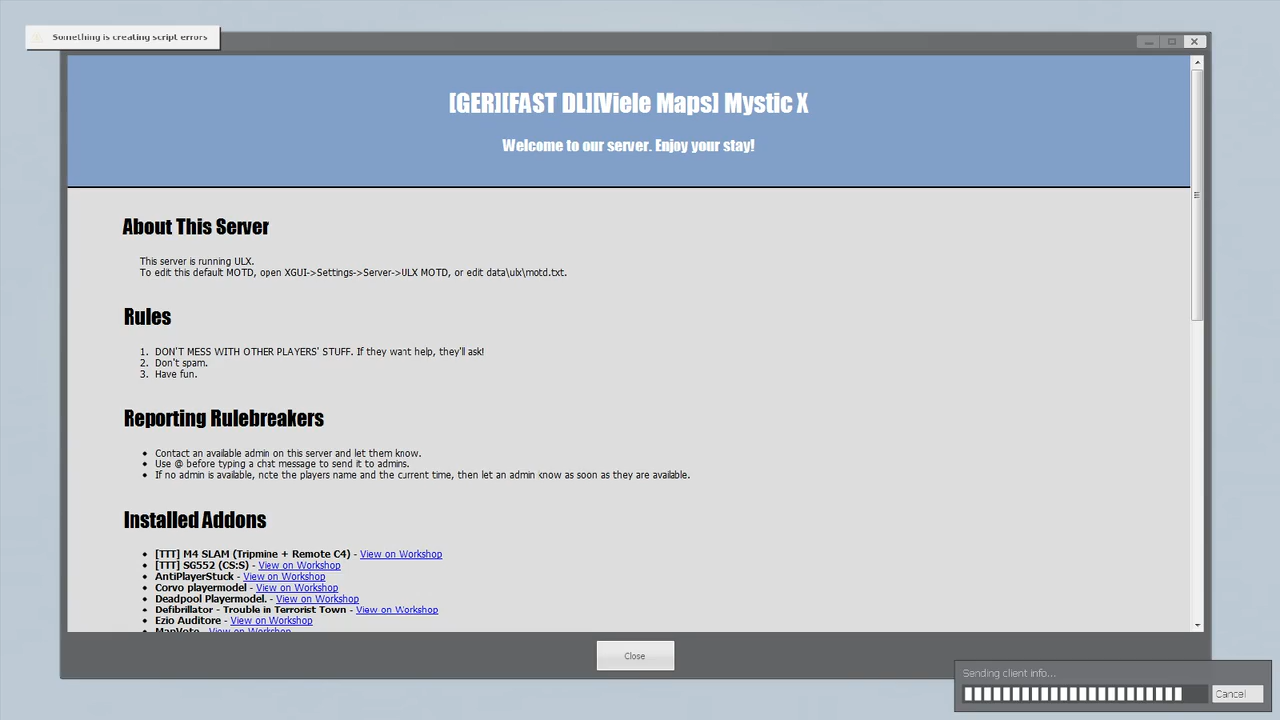 Something is creating script errors
[GER][FAST DL][Viele Maps] Mystic X
Welcome to our server. Enjoy your stay!
About This Server
This server is running ULX.
To edit this default MOTD, open XGUI->Settings->Server->ULX MOTD, or edit data\ulx\motd.txt.
Rules
1. DON'T MESS WITH OTHER PLAYERS' STUFF. If they want help, they'll ask!
2. Don't spam.
3. Have fun.
Reporting Rulebreakers
• Contact an available admin on this server and let them know.
• Use @ before typing a chat message to send it to admins.
• If no admin is available, note the players name and the current time, then let an admin know as soon as they are available.
Installed Addons
• [TTT] M4 SLAM (Tripmine + Remote C4) - View on Workshop
• [TTT] SG552 (CS:S) - View on Workshop
• AntiPlayerStuck - View on Workshop
• Corvo playermodel - View on Workshop
• Deadpool Playermodel. - View on Workshop
• Defibrillator - Trouble in Terrorist Town - View on Workshop
• Ezio Auditore - View on Workshop
• MapVote - View on Workshop
Close
Sending client info...
Cancel